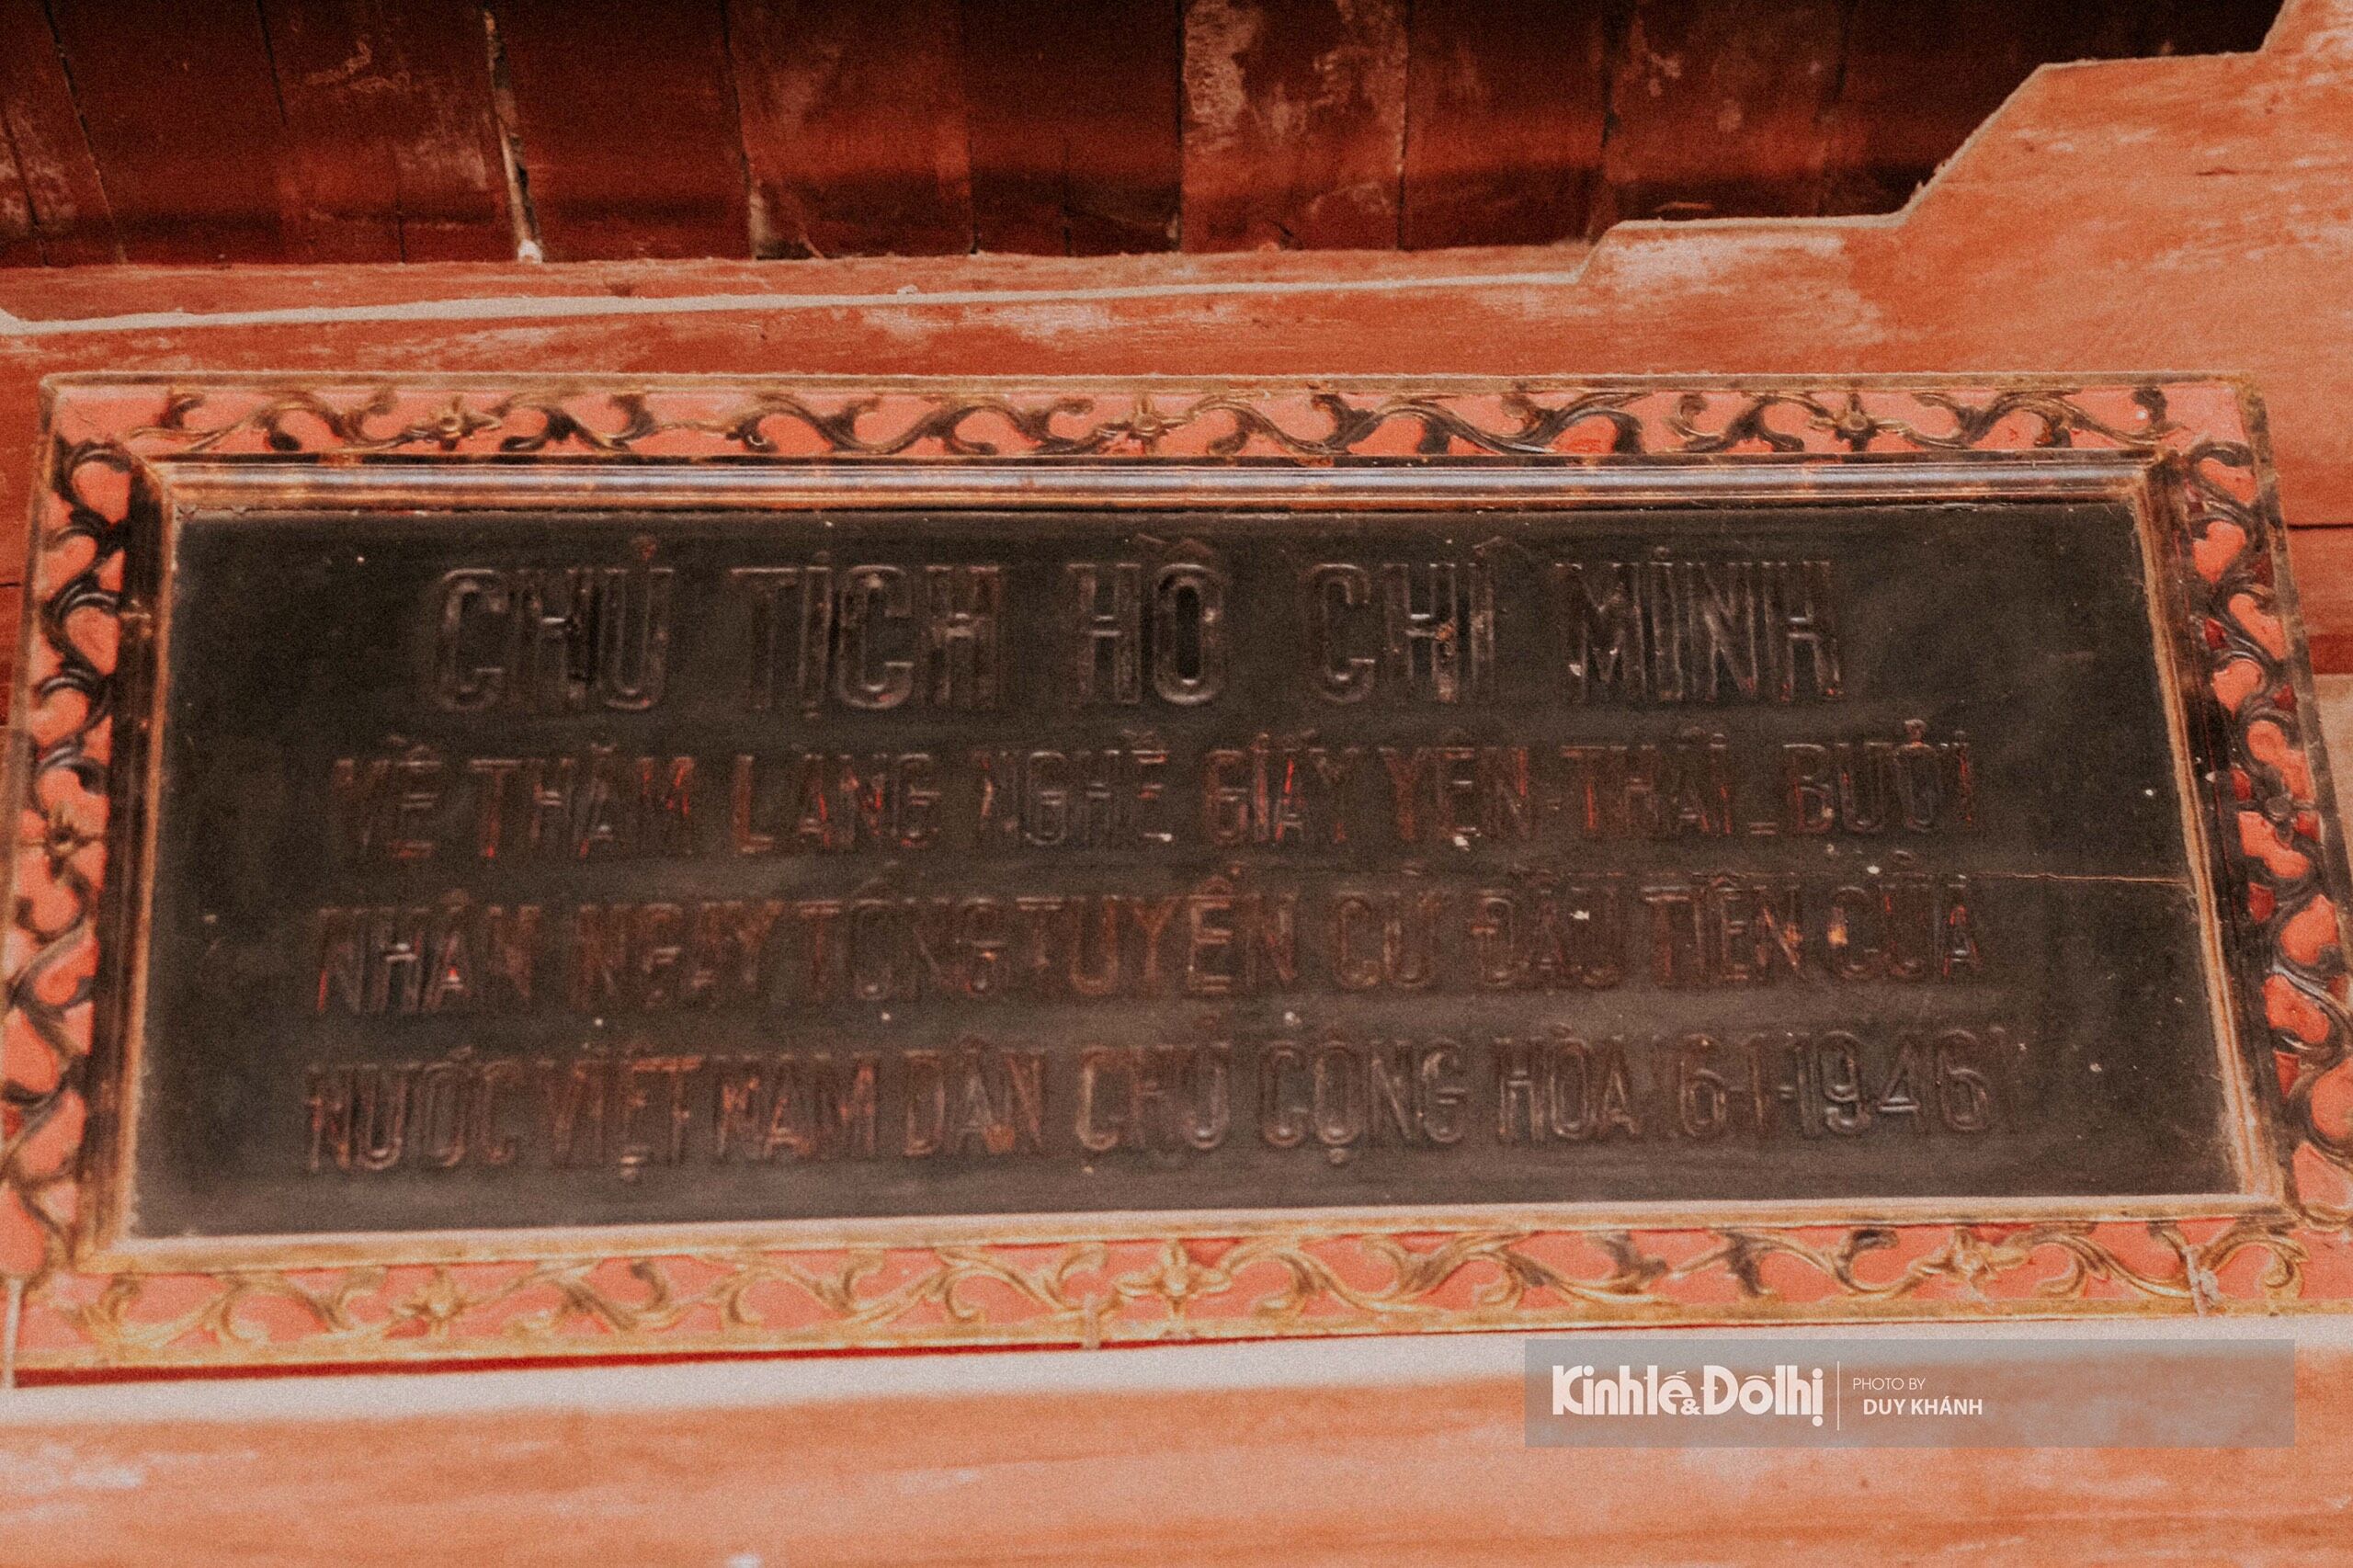 CHỦ TỊCH HỒ CHÍ MINH
VỀ THĂM LÀNG NGHỀ GIẤY YÊN THÁI_BƯỞI
NHÂN NGÀY TỔNG TUYỂN CỬ ĐẦU TIÊN CỦA
NƯỚC VIỆT NAM DÂN CHỦ CỘNG HÒA (6-1-1946)
Kinhtế&Đôthị
PHOTO BY
DUY KHÁNH